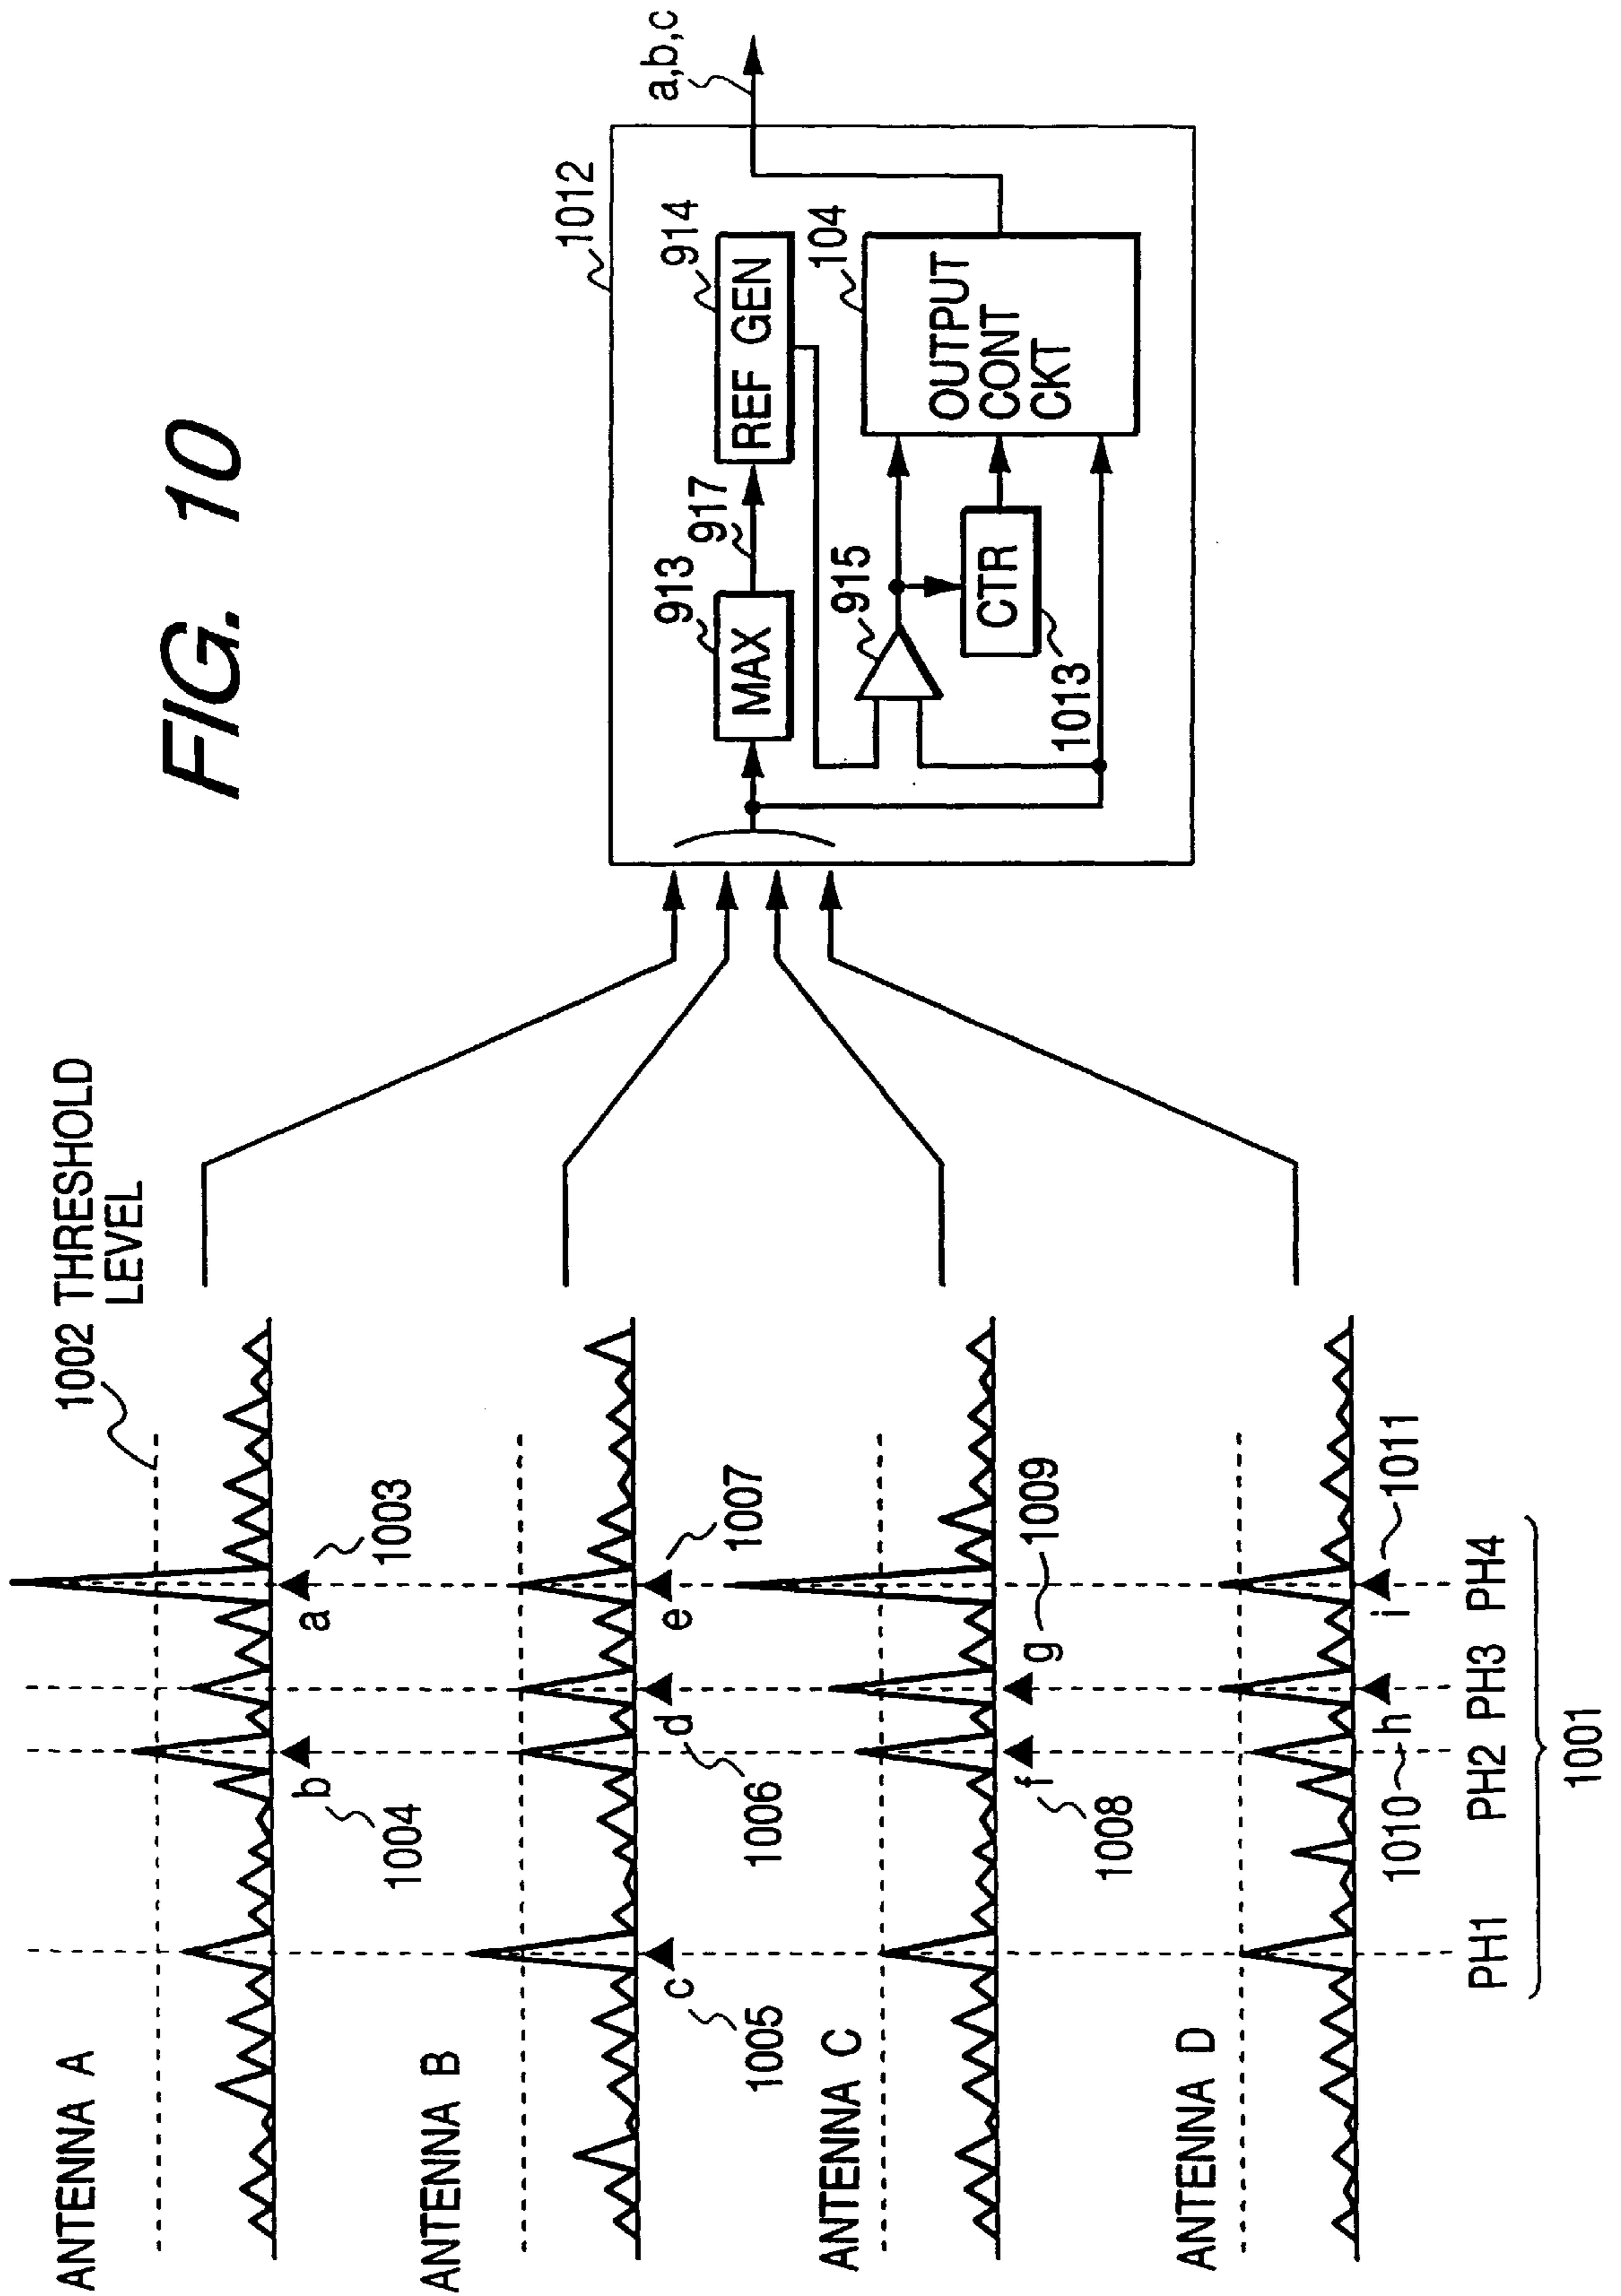 FIG. 10
1002 THRESHOLD
LEVEL
ANTENNA A
b
a
1004
1003
ANTENNA B
c
d
e
1005
1006
1007
ANTENNA C
f
g
1008
1009
ANTENNA D
h
i
1010
1011
PH1 PH2 PH3 PH4
1001
1012
913
917
914
MAX
REF GEN
a,b,c
915
104
CTR
1013
OUTPUT
CONT
CKT